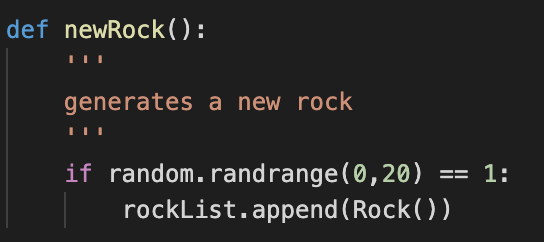 def newRock():
    '''
    generates a new rock
    '''
    if random.randrange(0,20) == 1:
        rockList.append(Rock())